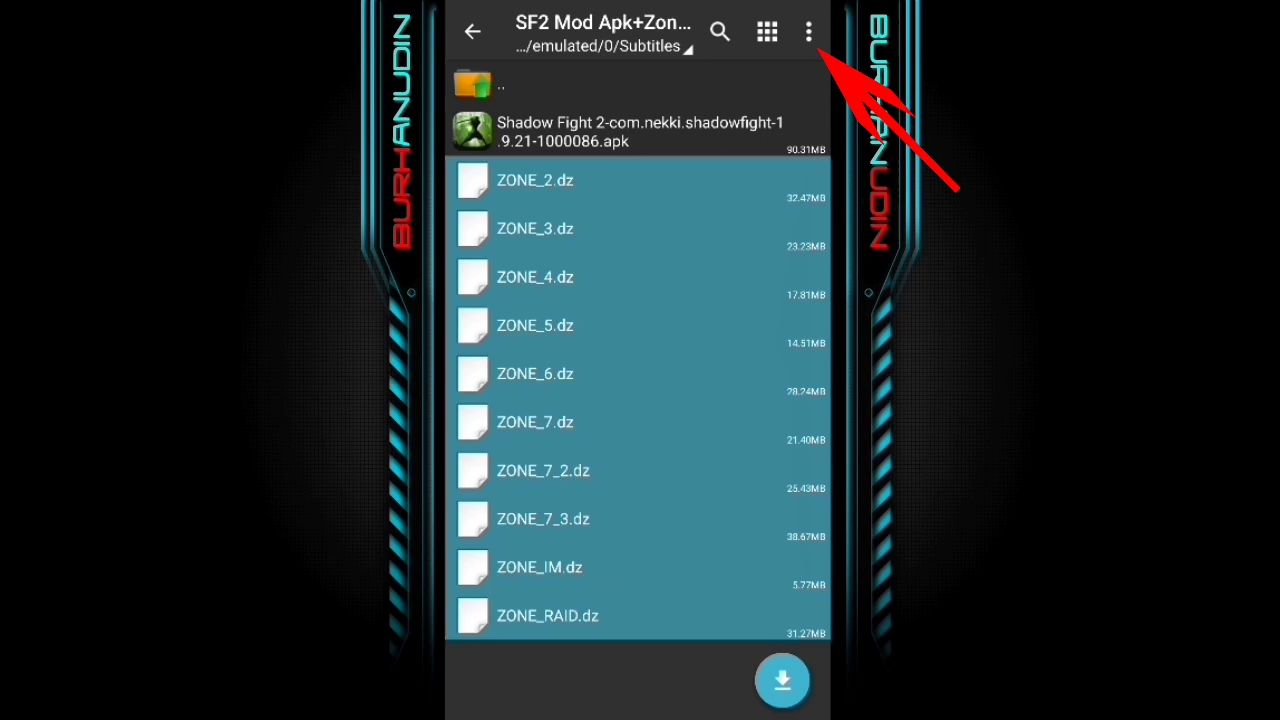 SF2 Mod Apk+Zon...
.../emulated/0/Subtitles
..
Shadow Fight 2-com.nekki.shadowfight-1
.9.21-1000086.apk
90.31MB
ZONE_2.dz
32.47MB
ZONE_3.dz
23.23MB
ZONE_4.dz
17.81MB
ZONE_5.dz
14.51MB
ZONE_6.dz
28.24MB
ZONE_7.dz
21.40MB
ZONE_7_2.dz
25.43MB
ZONE_7_3.dz
38.67MB
ZONE_IM.dz
5.77MB
ZONE_RAID.dz
31.27MB
BURHANUDIN
BURHANUDIN